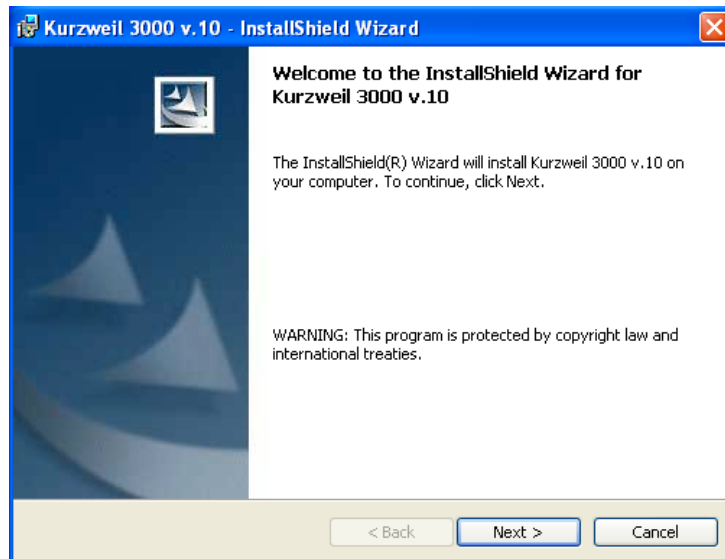 Kurzweil 3000 v.10 - InstallShield Wizard
Welcome to the InstallShield Wizard for
Kurzweil 3000 v.10
The InstallShield(R) Wizard will install Kurzweil 3000 v.10 on
your computer. To continue, click Next.
WARNING: This program is protected by copyright law and
international treaties.
< Back Next > Cancel